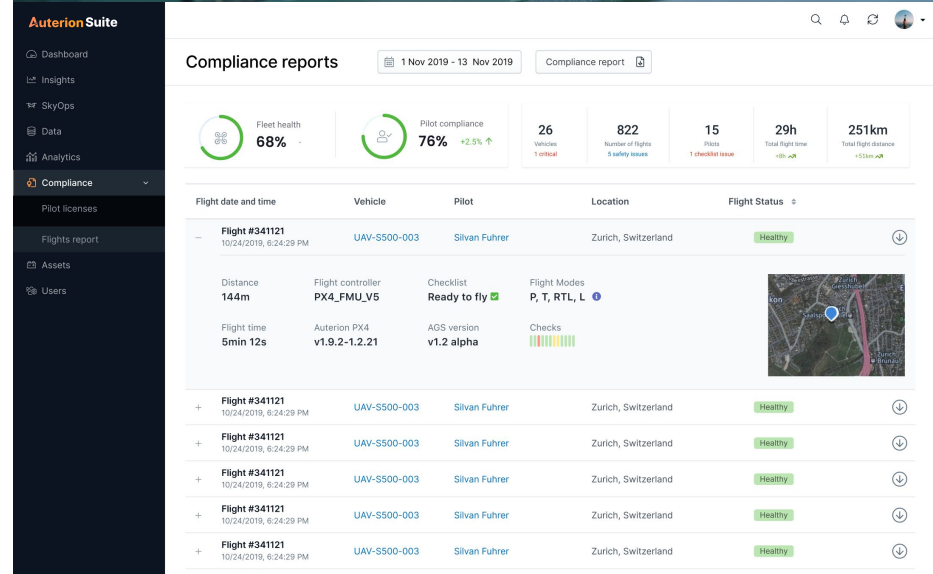 Auterion Suite
Dashboard
Insights
SkyOps
Data
Analytics
Compliance
Pilot licenses
Flights report
Assets
Users
Compliance reports
1 Nov 2019 - 13 Nov 2019
Compliance report
Fleet health
68% -
Pilot compliance
76% +2.5% ↑
26
Vehicles
1 critical
822
Number of flights
5 safety issues
15
Pilots
1 checklist issue
29h
Total flight time
+8h
251km
Total flight distance
+51km
Flight date and time Vehicle Pilot Location Flight Status
Flight #341121
10/24/2019, 6:24:29 PM
UAV-S500-003 Silvan Fuhrer Zurich, Switzerland Healthy
Distance Flight controller Checklist Flight Modes
144m PX4_FMU_V5 Ready to fly P, T, RTL, L
Flight time Auterion PX4 AGS version Checks
5min 12s v1.9.2-1.2.21 v1.2 alpha
Zürich
Giesshübel
Zürich
Brunau
Flight #341121
10/24/2019, 6:24:29 PM
UAV-S500-003 Silvan Fuhrer Zurich, Switzerland Healthy
Flight #341121
10/24/2019, 6:24:29 PM
UAV-S500-003 Silvan Fuhrer Zurich, Switzerland Healthy
Flight #341121
10/24/2019, 6:24:29 PM
UAV-S500-003 Silvan Fuhrer Zurich, Switzerland Healthy
Flight #341121
10/24/2019, 6:24:29 PM
UAV-S500-003 Silvan Fuhrer Zurich, Switzerland Healthy
Flight #341121
10/24/2019, 6:24:29 PM
UAV-S500-003 Silvan Fuhrer Zurich, Switzerland Healthy